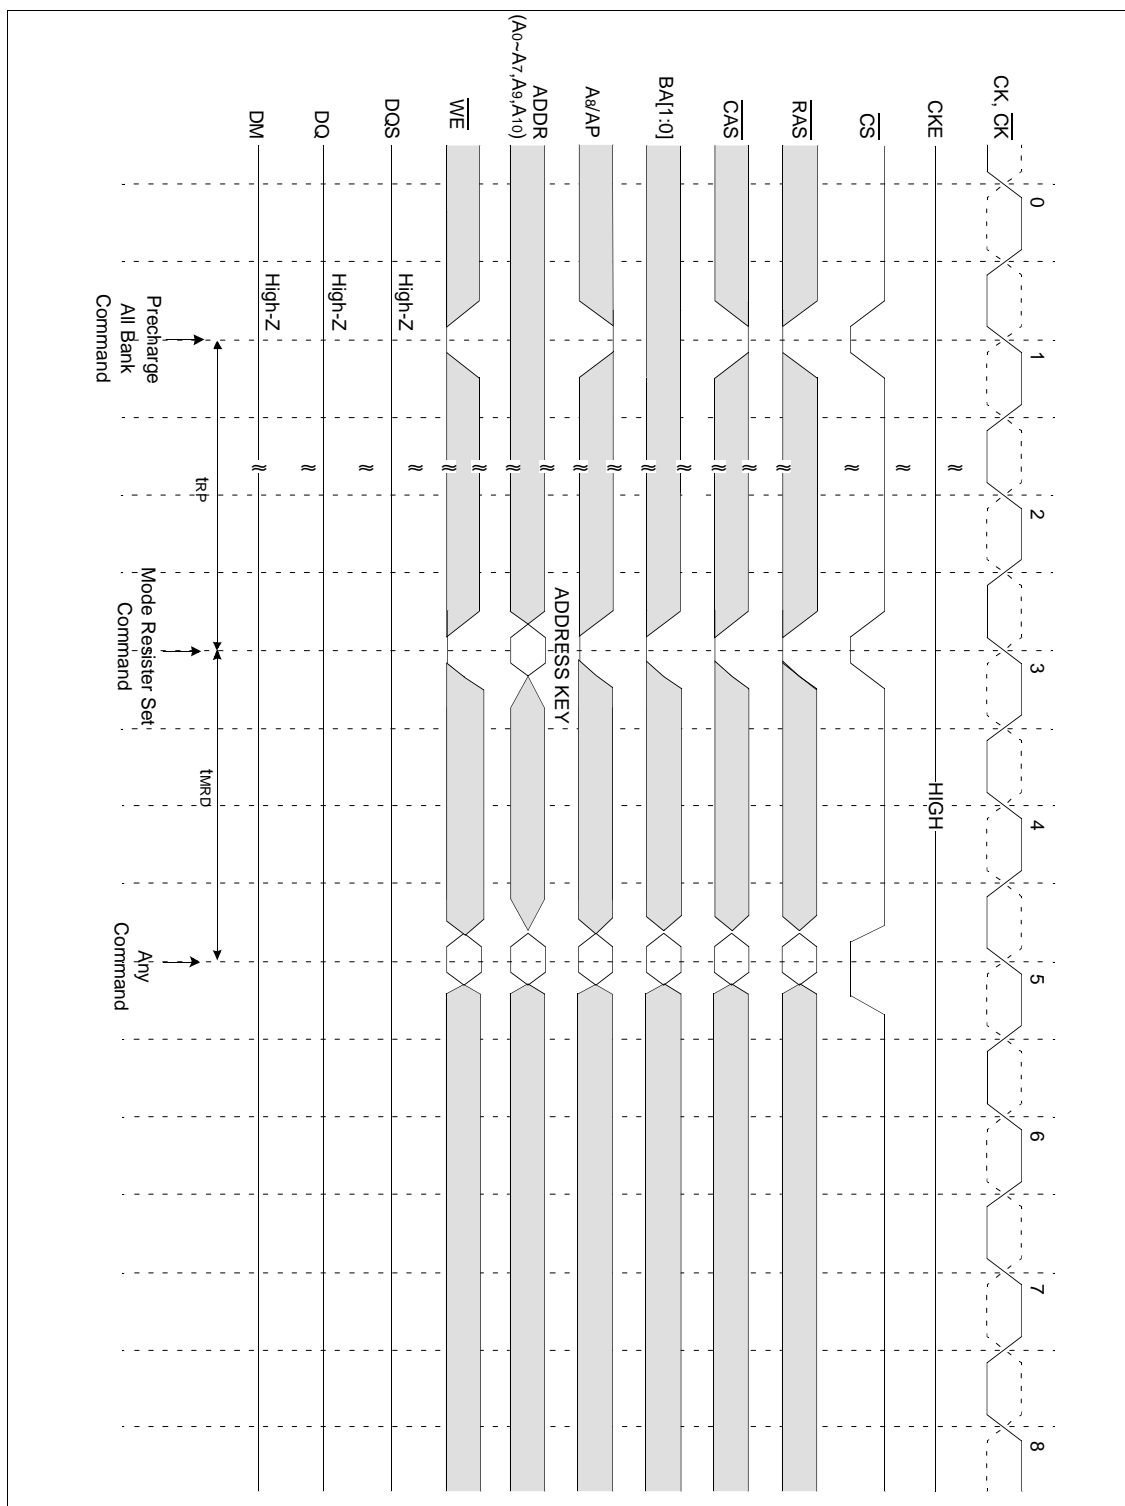 0 1 2 3 4 5 6 7 8
CK, CK
CKE
HIGH
CS
RAS
CAS
BA[1:0]
A8/AP
ADDRESS KEY
ADDR
(A0~A7,A9,A10)
WE
DQS
High-Z
DQ
High-Z
DM
High-Z
tRP
tMRD
Precharge
All Bank
Command
Mode Resister Set
Command
Any
Command